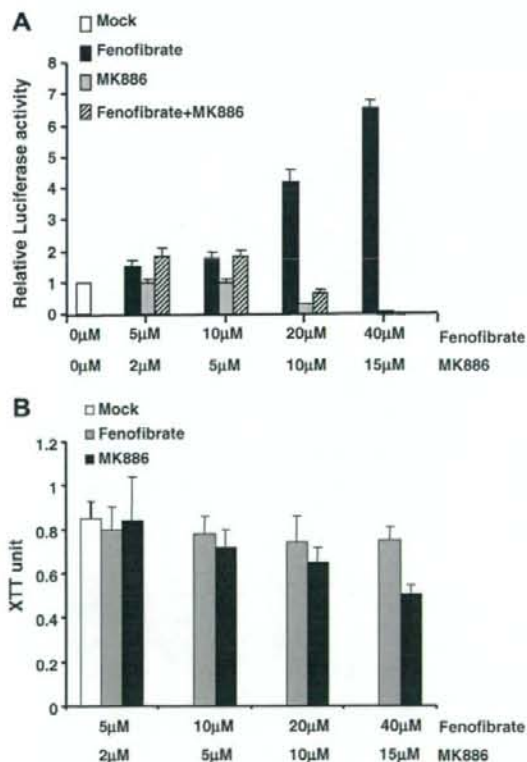 A
Mock
Fenofibrate
MK886
Fenofibrate+MK886
Relative Luciferase activity
8
7
6
5
4
3
2
1
0
0μM 5μM 10μM 20μM 40μM Fenofibrate
0μM 2μM 5μM 10μM 15μM MK886
B
Mock
Fenofibrate
MK886
XTT unit
1.2
1
0.8
0.6
0.4
0.2
0
5μM 10μM 20μM 40μM Fenofibrate
2μM 5μM 10μM 15μM MK886